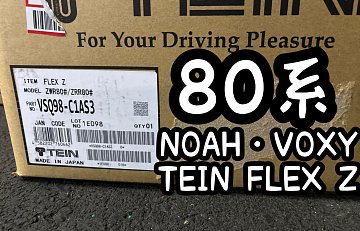 TEIN
For Your Driving Pleasure
ITEM FLEX Z
MODEL ZWR80#/ZRR80#
PART NO VSQ98-C1AS3
JAN CODE LOT NO 1ED98 QTY 01
TEIN
MADE IN JAPAN
80系
NOAH・VOXY
TEIN FLEX Z